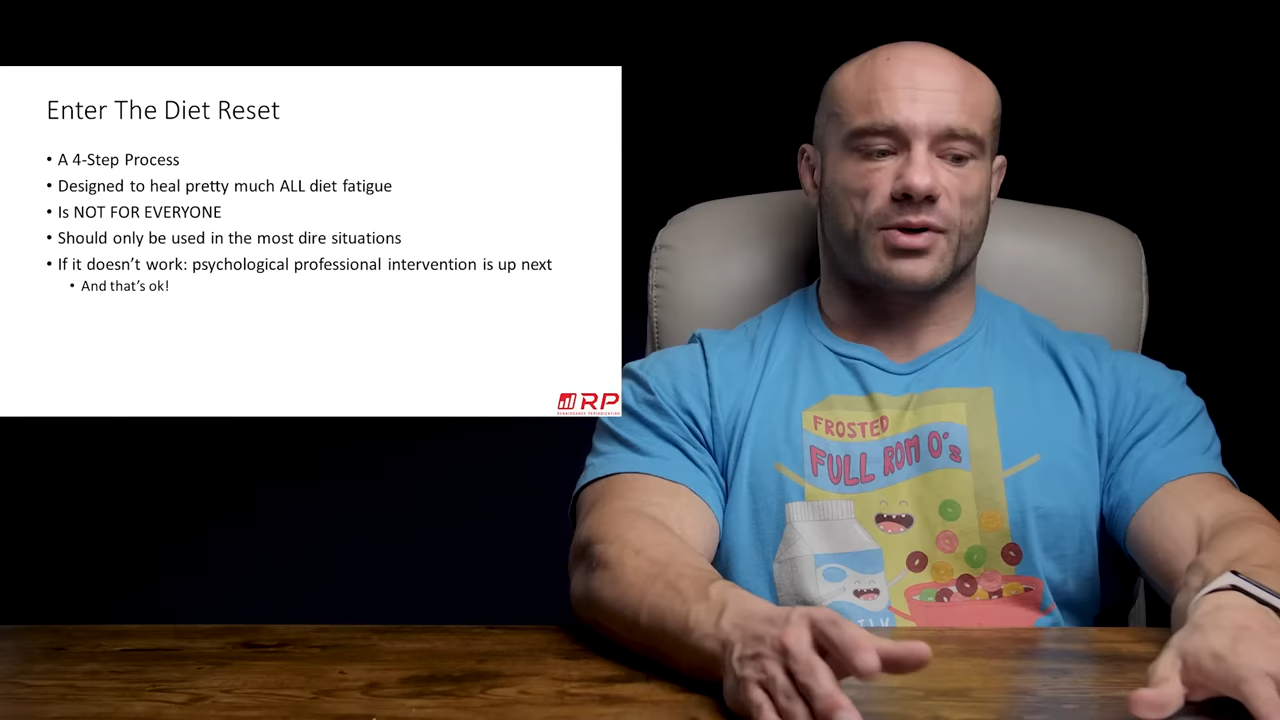 Enter The Diet Reset
• A 4-Step Process
• Designed to heal pretty much ALL diet fatigue
• Is NOT FOR EVERYONE
• Should only be used in the most dire situations
• If it doesn't work: psychological professional intervention is up next
• And that's ok!
RP
RENAISSANCE PERIODIZATION
FROSTED
FULL ROM O's